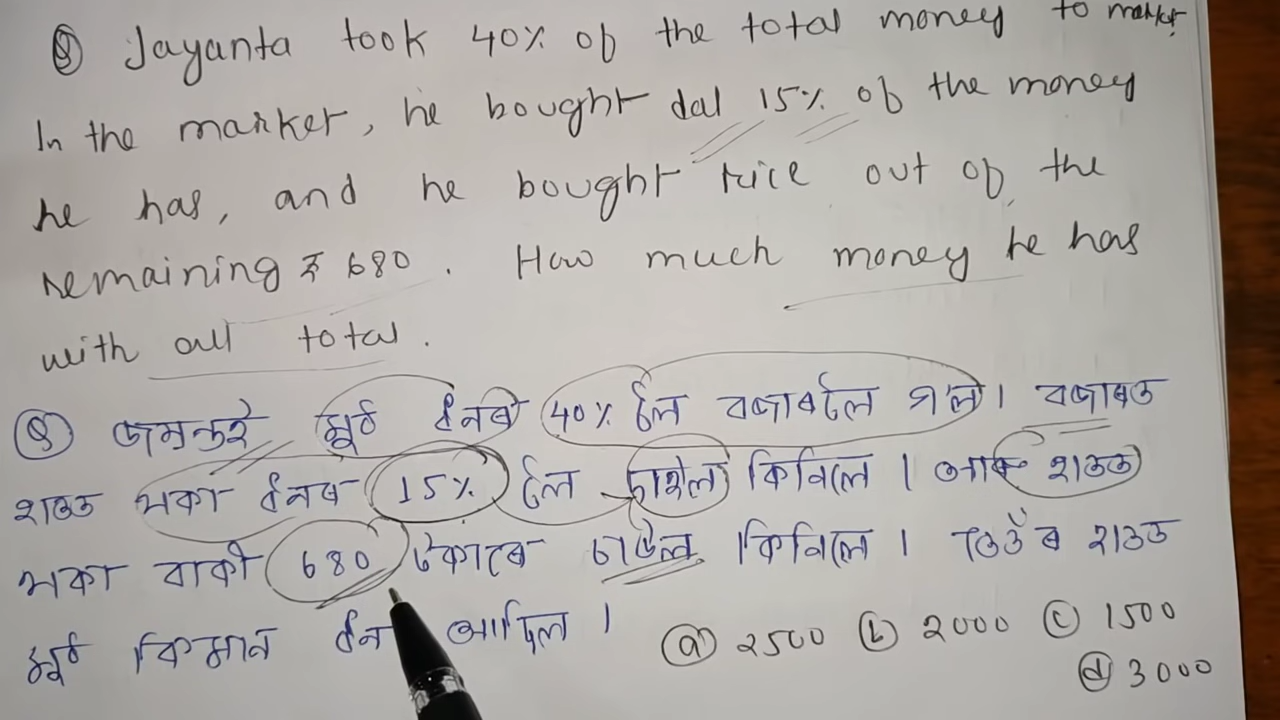 Q Jayanta took 40% of the total money to market.
In the market, he bought dal 15% of the money
he has, and he bought rice out of the
remaining ₹ 680. How much money he has
with all total.
Q জয়ন্তই মুঠ ধনৰ 40% লৈ বজাৰলৈ গল। বজাৰত
হাতত থকা ধনৰ 15% লৈ কিনিলে। আৰু হাতত
থকা বাকী 680 টকাৰে চাউল কিনিলে। তেওঁৰ হাতত
মুঠ কিমান ধন আছিল।
(a) 2500 (b) 2000 (c) 1500
(d) 3000